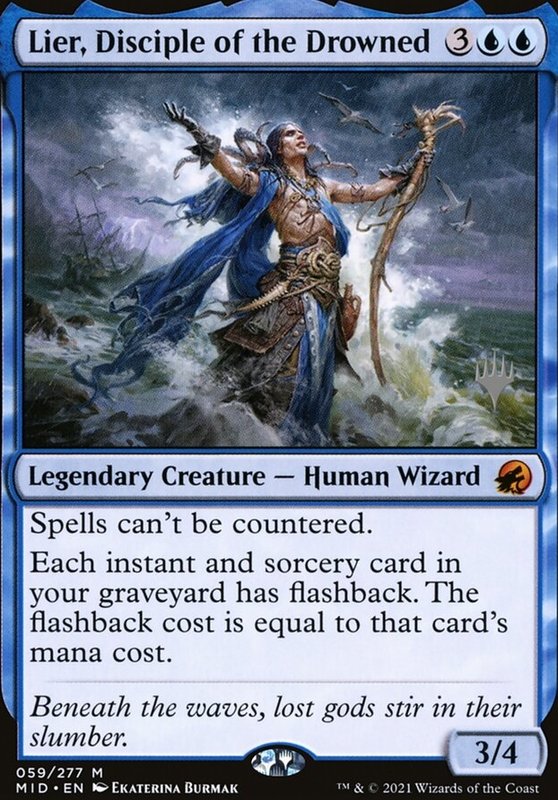 Lier, Disciple of the Drowned 3
Legendary Creature — Human Wizard
Spells can't be countered.
Each instant and sorcery card in
your graveyard has flashback. The
flashback cost is equal to that card's
mana cost.
Beneath the waves, lost gods stir in their
slumber.
3/4
059/277 M
MID • EN Ekaterina Burmak
™ & © 2021 Wizards of the Coast